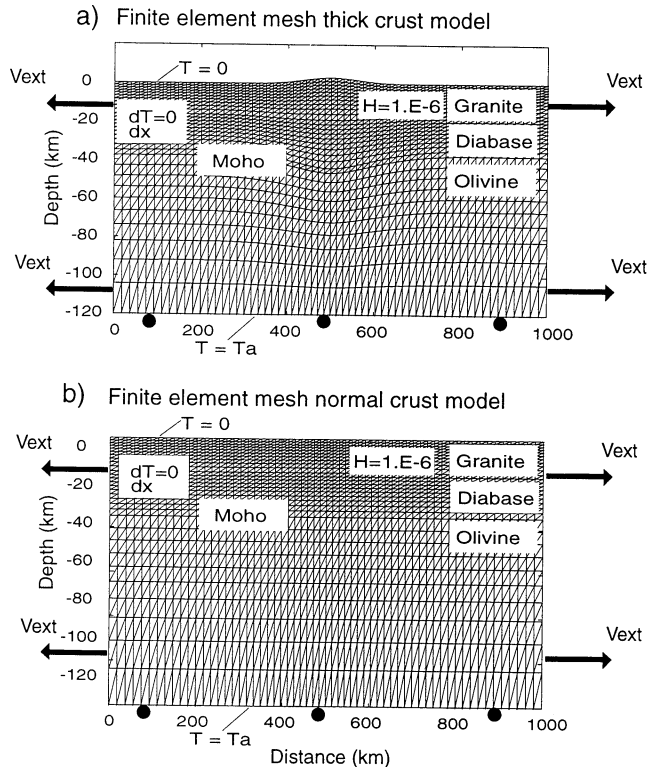 a) Finite element mesh thick crust model
T = 0
Vext
Vext
0
-20
-40
-60
-80
-100
-120
Depth (km)
dT=0
dx
H=1.E-6
Granite
Diabase
Olivine
Moho
Vext
Vext
0
200
400
600
800
1000
T = Ta
b) Finite element mesh normal crust model
T = 0
Vext
Vext
0
-20
-40
-60
-80
-100
-120
Depth (km)
dT=0
dx
H=1.E-6
Granite
Diabase
Olivine
Moho
Vext
Vext
0
200
400
600
800
1000
T = Ta
Distance (km)